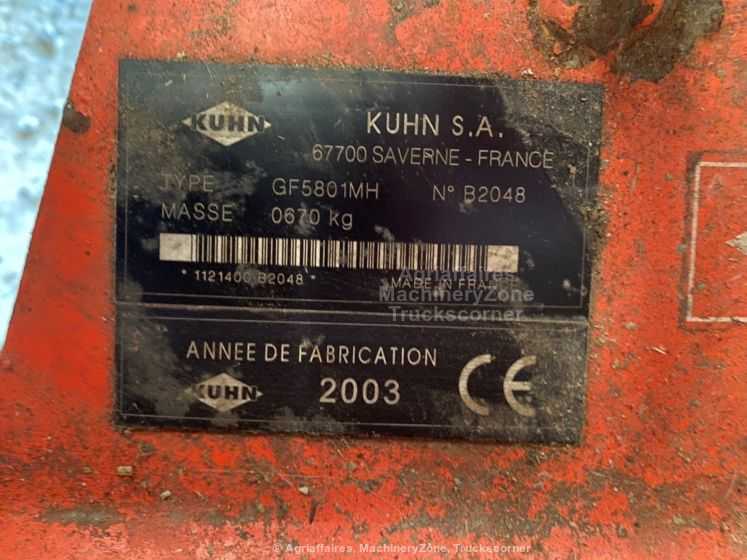 KUHN
KUHN S.A.
67700 SAVERNE - FRANCE
TYPE GF5801MH N° B2048
MASSE 0670 kg
* 1121400 B2048 * MADE IN FRANCE
Agriaffaires
MachineryZone
Truckscorner
ANNEE DE FABRICATION
KUHN 2003 CE
© Agriaffaires, MachineryZone, Truckscorner